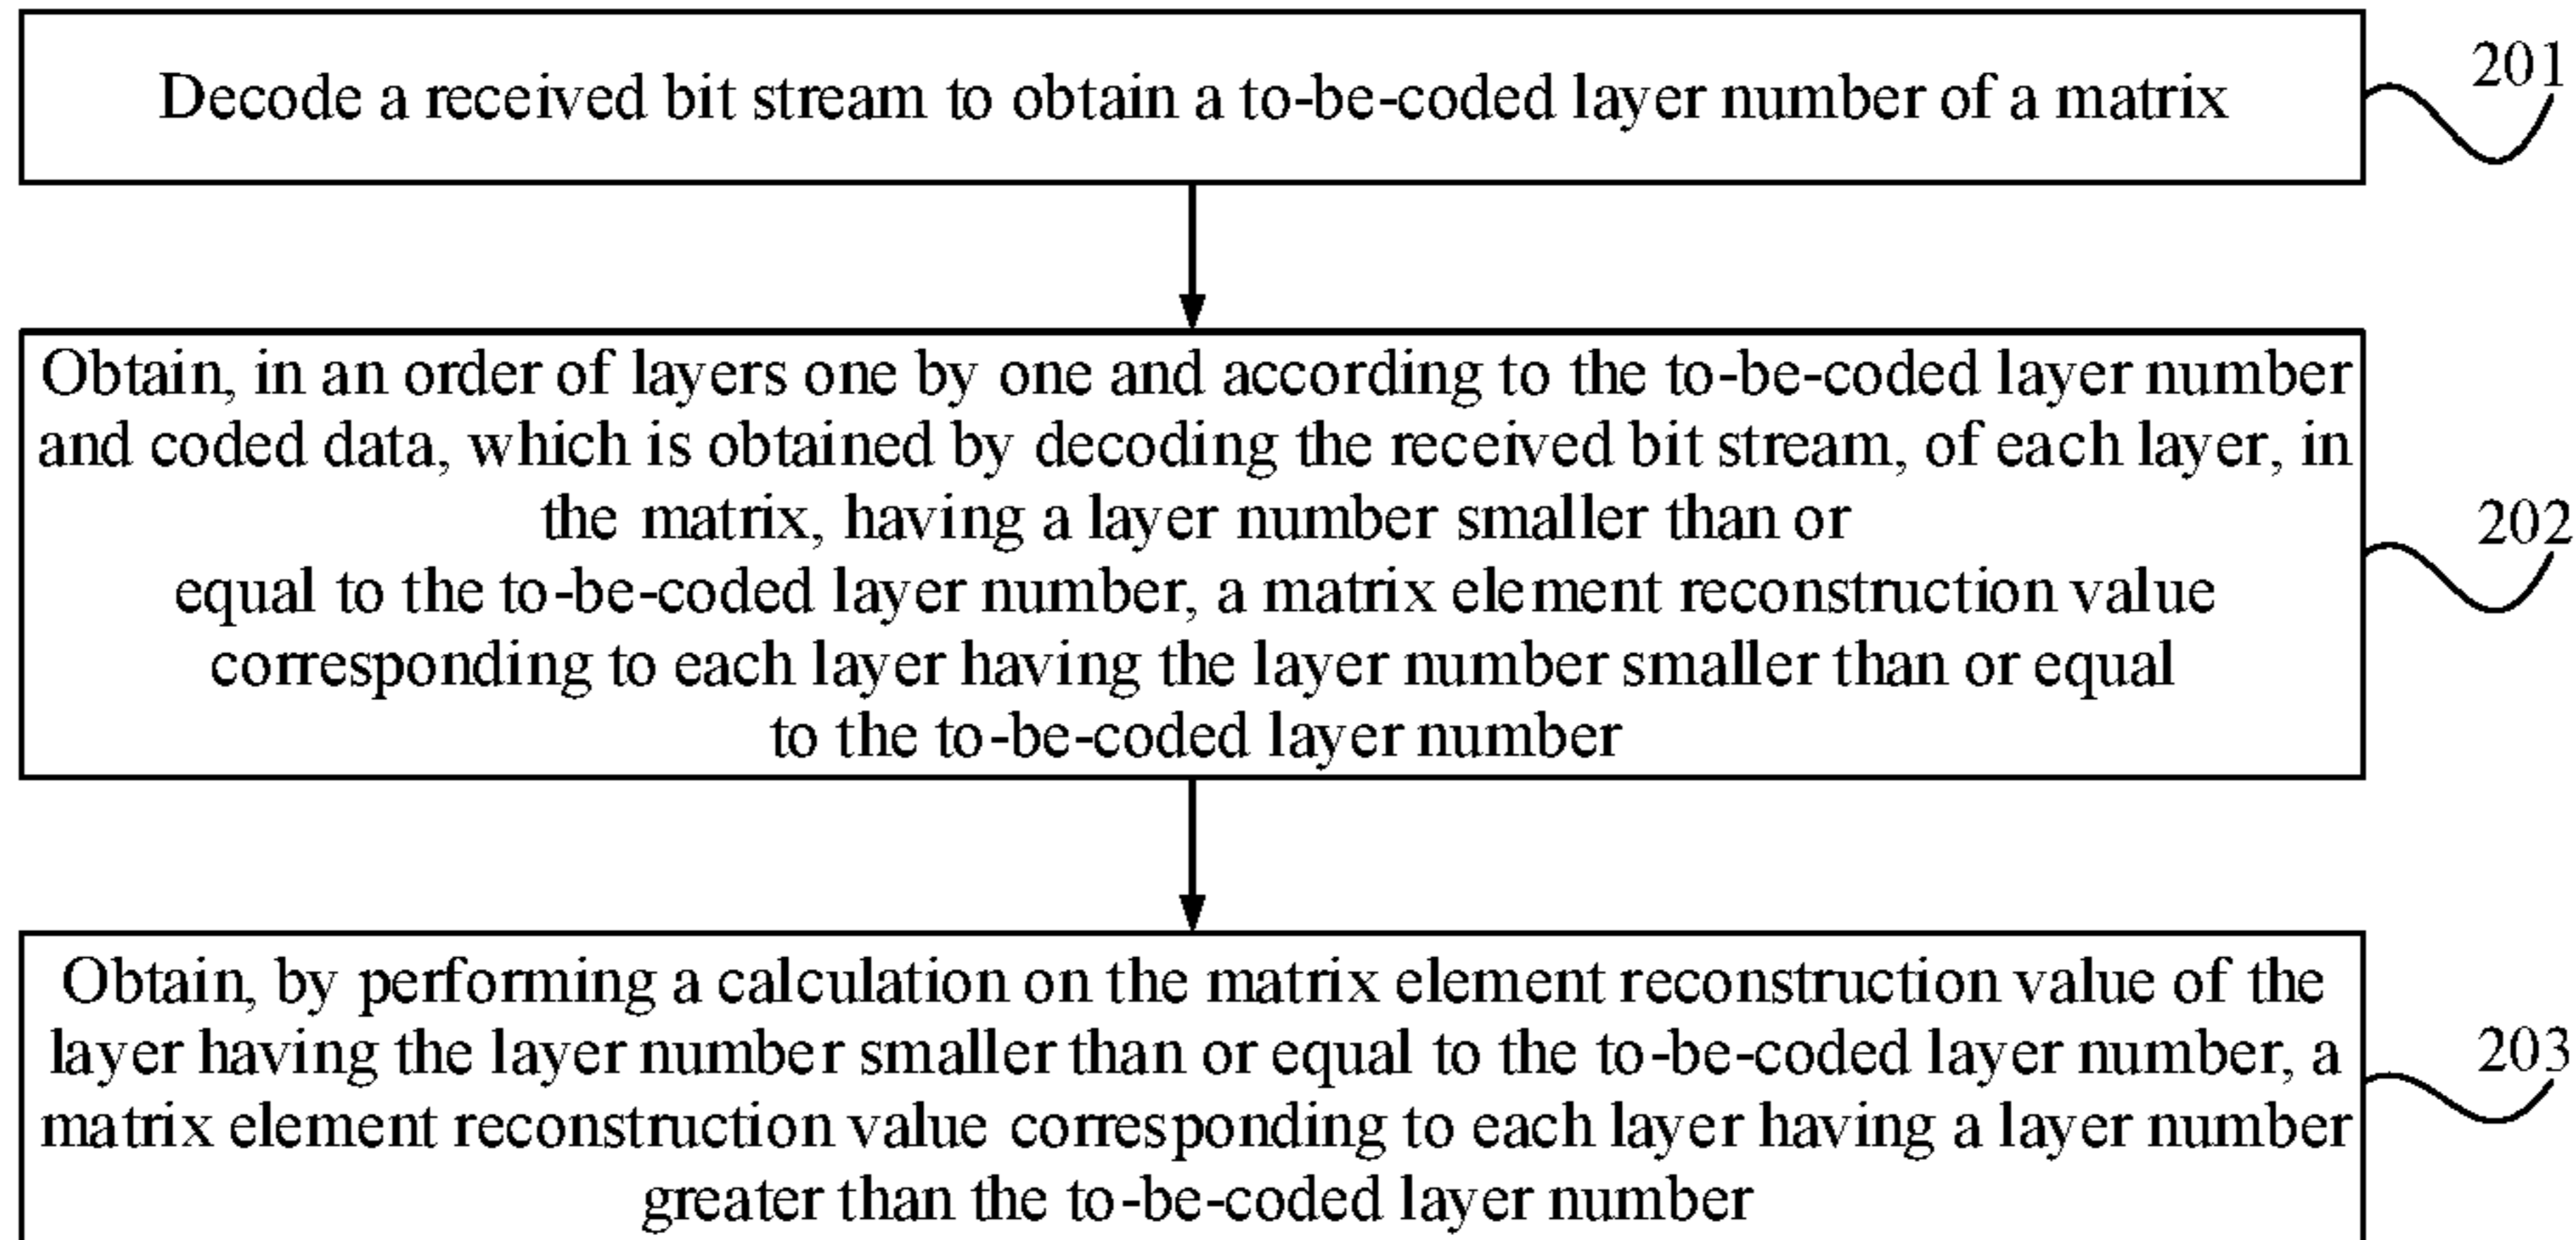 Decode a received bit stream to obtain a to-be-coded layer number of a matrix
201
Obtain, in an order of layers one by one and according to the to-be-coded layer number
and coded data, which is obtained by decoding the received bit stream, of each layer, in
the matrix, having a layer number smaller than or
equal to the to-be-coded layer number, a matrix element reconstruction value
corresponding to each layer having the layer number smaller than or equal
to the to-be-coded layer number
202
Obtain, by performing a calculation on the matrix element reconstruction value of the
layer having the layer number smaller than or equal to the to-be-coded layer number, a
matrix element reconstruction value corresponding to each layer having a layer number
greater than the to-be-coded layer number
203